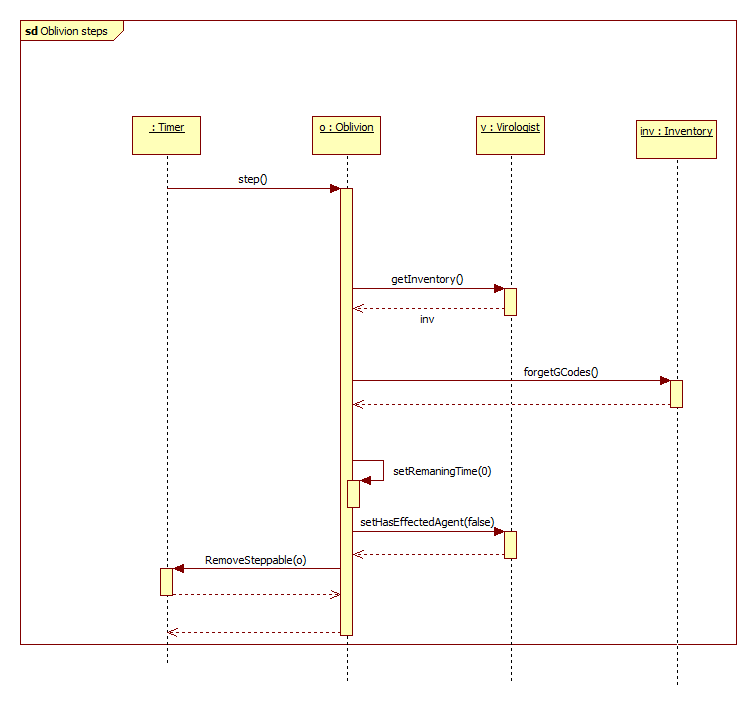 sd Oblivion steps
: Timer
o : Oblivion
v : Virologist
inv : Inventory
step()
getInventory()
inv
forgetGCodes()
setRemaningTime(0)
setHasEffectedAgent(false)
RemoveSteppable(o)